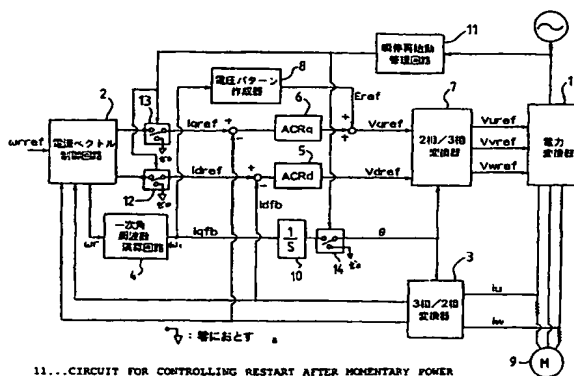 11
瞬停再始動
管理回路
8
電圧パターン
作成器
7
1
2
13
6
Eref
ωrref
電流ベクトル
制御回路
Iqref
+
-
ACRq
+
+
Vqref
2相/3相
変換器
Vuref
Vvref
Vwref
電力
変換器
5
Idref
+
-
ACRd
Vdref
12
Idfb
一次角
周波数
演算回路
ωr
4
Iqfb
1
S
10
14
θ
3
3相/2相
変換器
iu
iw
:零におとす
9
M
11...CIRCUIT FOR CONTROLLING RESTART AFTER MOMENTARY POWER